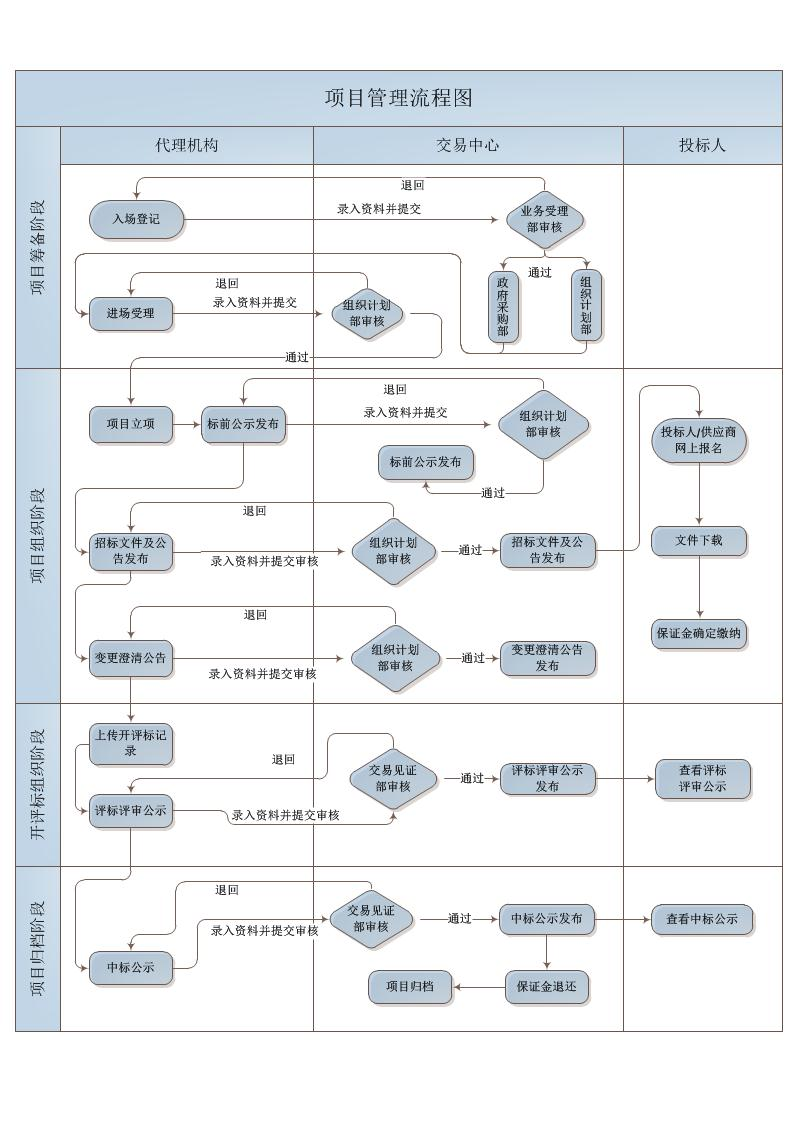 项目管理流程图
代理机构
交易中心
投标人
项目筹备阶段
退回
入场登记
录入资料并提交
业务受理
部审核
通过
政府采购部
组织计划部
退回
进场受理
录入资料并提交
组织计划
部审核
通过
项目组织阶段
退回
项目立项
标前公示发布
录入资料并提交
组织计划
部审核
投标人/供应商
网上报名
标前公示发布
通过
退回
招标文件及公
告发布
录入资料并提交审核
组织计划
部审核
通过
招标文件及公
告发布
文件下载
退回
变更澄清公告
录入资料并提交审核
组织计划
部审核
通过
变更澄清公告
发布
保证金确定缴纳
开评标组织阶段
上传开评标记
录
退回
评标评审公示
录入资料并提交审核
交易见证
部审核
通过
评标评审公示
发布
查看评标
评审公示
项目归档阶段
退回
中标公示
录入资料并提交审核
交易见证
部审核
通过
中标公示发布
查看中标公示
项目归档
保证金退还